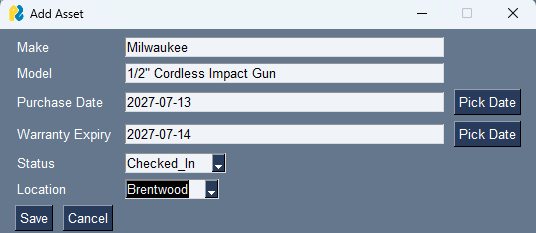 Add Asset
Make Milwaukee
Model 1/2" Cordless Impact Gun
Purchase Date 2027-07-13 Pick Date
Warranty Expiry 2027-07-14 Pick Date
Status Checked_In
Location Brentwood
Save Cancel